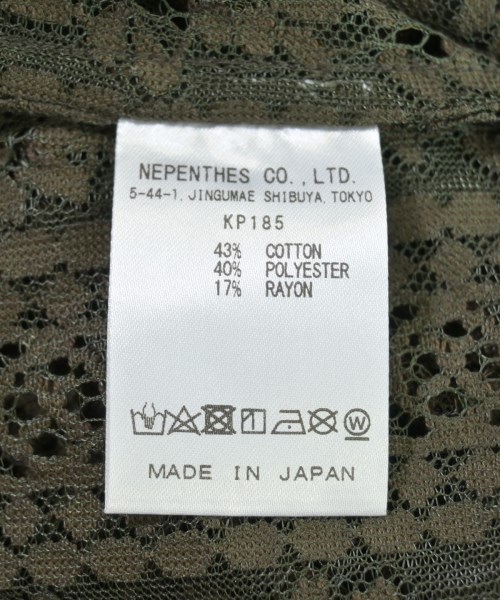 NEPENTHES CO.,LTD.
5-44-1, JINGUMAE SHIBUYA, TOKYO
KP185
43% COTTON
40% POLYESTER
17% RAYON
W
MADE IN JAPAN